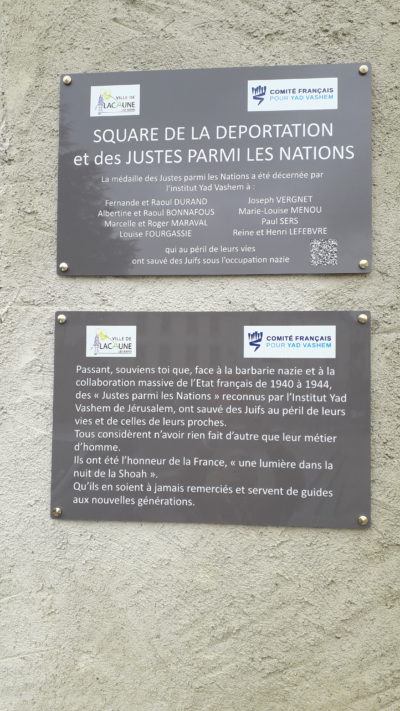 VILLE DE
LACAUNE
COMITÉ FRANÇAIS
POUR YAD VASHEM
SQUARE DE LA DEPORTATION
et des JUSTES PARMI LES NATIONS
La médaille des Justes parmi les Nations a été décernée par
l'institut Yad Vashem à :
Fernande et Raoul DURAND
Albertine et Raoul BONNAFOUS
Marcelle et Roger MARAVAL
Louise FOURGASSIE
Joseph VERGNET
Marie-Louise MENOU
Paul SERS
Reine et Henri LEFEBVRE
qui au péril de leurs vies
ont sauvé des Juifs sous l'occupation nazie
VILLE DE
LACAUNE
COMITÉ FRANÇAIS
POUR YAD VASHEM
Passant, souviens toi que, face à la barbarie nazie et à la
collaboration massive de l'Etat français de 1940 à 1944,
des « Justes parmi les Nations » reconnus par l'Institut Yad
Vashem de Jérusalem, ont sauvé des Juifs au péril de leurs
vies et de celles de leurs proches.
Tous considèrent n'avoir rien fait d'autre que leur métier
d'homme.
Ils ont été l'honneur de la France, « une lumière dans la
nuit de la Shoah ».
Qu'ils en soient à jamais remerciés et servent de guides
aux nouvelles générations.